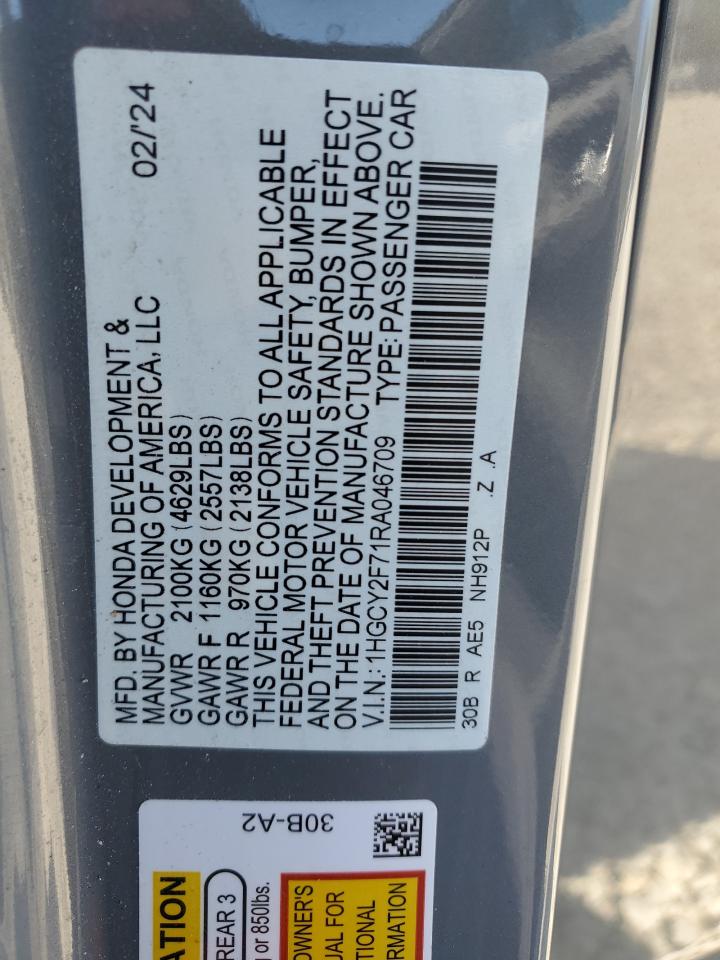 MFD. BY HONDA DEVELOPMENT &
MANUFACTURING OF AMERICA, LLC 02/'24
GVWR 2100KG (4629LBS)
GAWR F 1160KG (2557LBS)
GAWR R 970KG (2138LBS)
THIS VEHICLE CONFORMS TO ALL APPLICABLE
FEDERAL MOTOR VEHICLE SAFETY, BUMPER,
AND THEFT PREVENTION STANDARDS IN EFFECT
ON THE DATE OF MANUFACTURE SHOWN ABOVE.
V.I.N.: 1HGCY2F71RA046709 TYPE: PASSENGER CAR
30B R AE5 NH912P .Z .A
30B-A2
ATION
REAR 3
or 850lbs.
OWNER'S
UAL FOR
TIONAL
RMATION